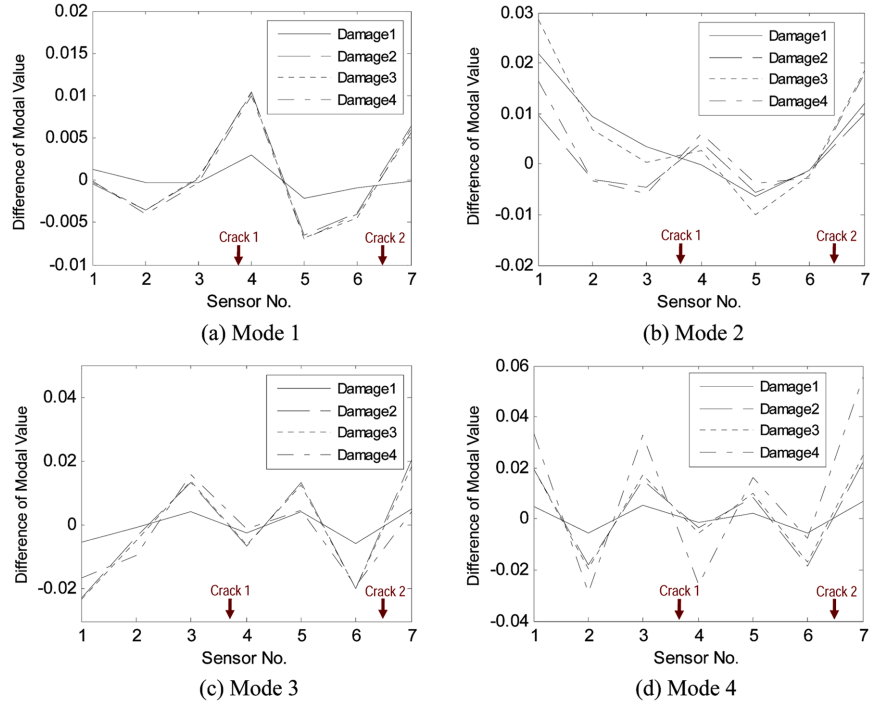 0.02
0.015
0.01
0.005
0
-0.005
-0.01
Difference of Modal Value
Damage1
Damage2
Damage3
Damage4
Crack 1
Crack 2
1 2 3 4 5 6 7
Sensor No.
(a) Mode 1
0.03
0.02
0.01
0
-0.01
-0.02
Difference of Modal Value
Damage1
Damage2
Damage3
Damage4
Crack 1
Crack 2
1 2 3 4 5 6 7
Sensor No.
(b) Mode 2
0.04
0.02
0
-0.02
Difference of Modal Value
Damage1
Damage2
Damage3
Damage4
Crack 1
Crack 2
1 2 3 4 5 6 7
Sensor No.
(c) Mode 3
0.06
0.04
0.02
0
-0.02
-0.04
Difference of Modal Value
Damage1
Damage2
Damage3
Damage4
Crack 1
Crack 2
1 2 3 4 5 6 7
Sensor No.
(d) Mode 4